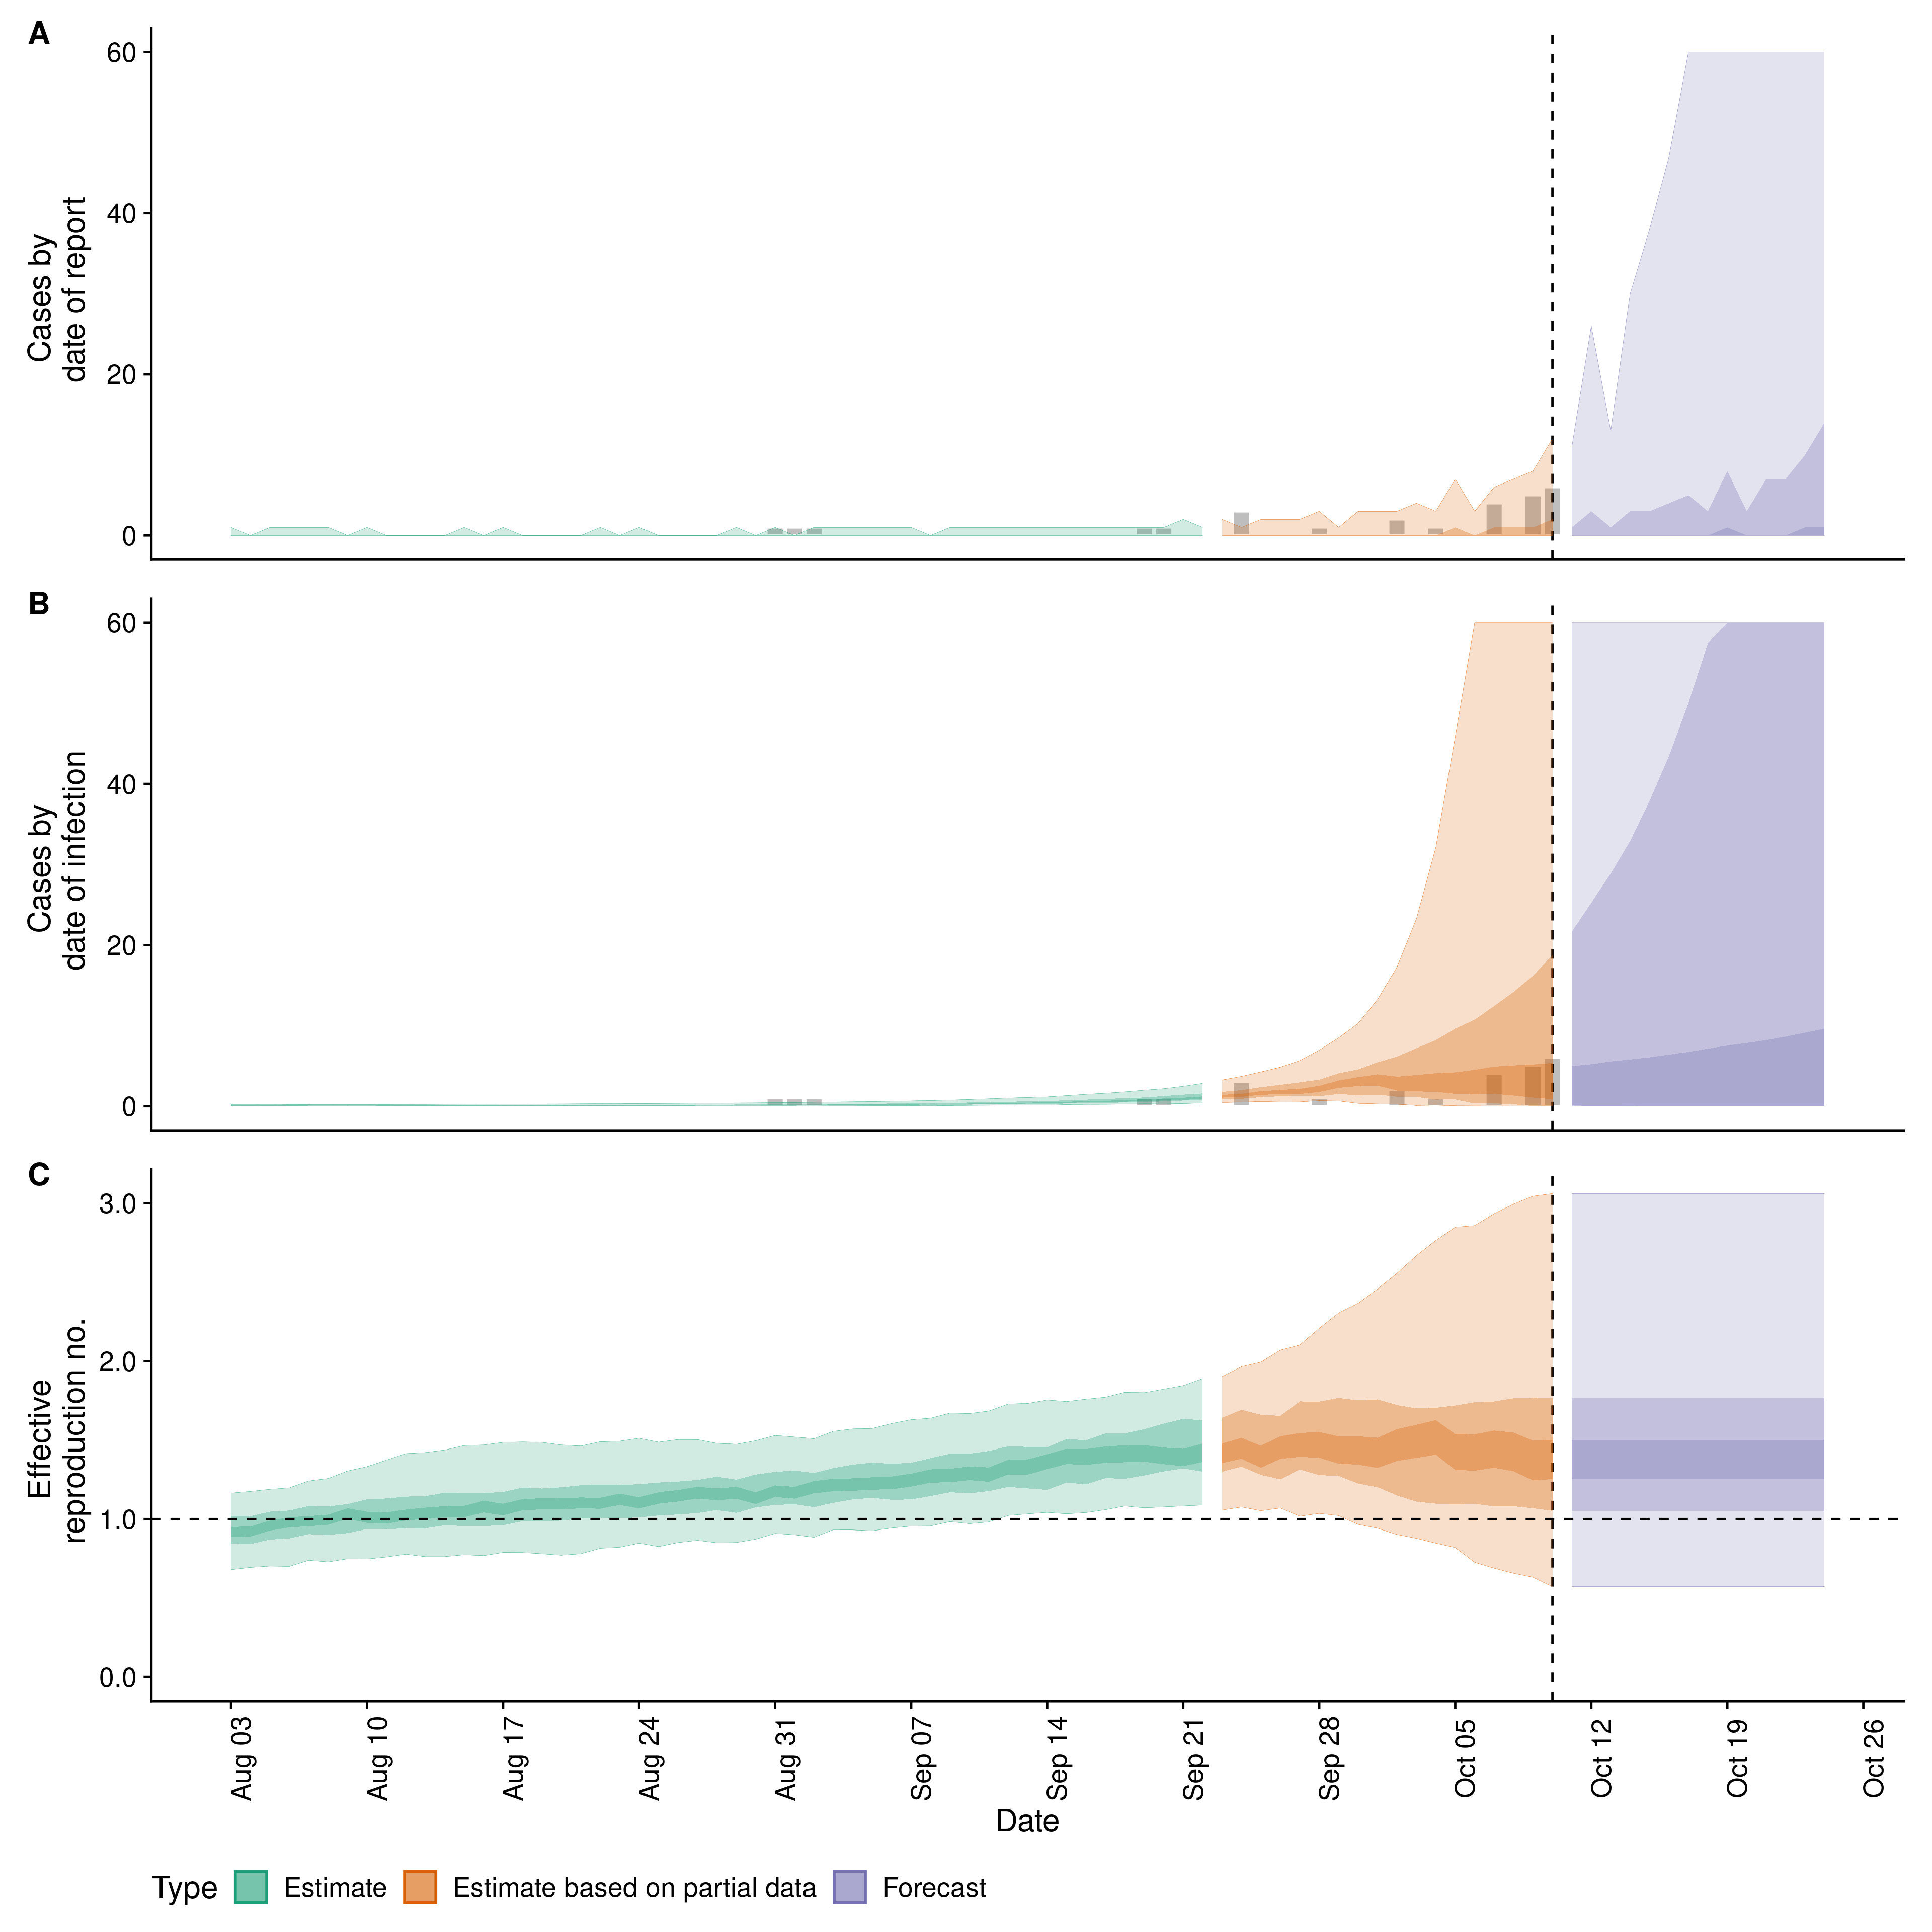 A
60
40
20
0
Cases by
date of report
B
60
40
20
0
Cases by
date of infection
C
3.0
2.0
1.0
0.0
Effective
reproduction no.
Aug 03
Aug 10
Aug 17
Aug 24
Aug 31
Sep 07
Sep 14
Sep 21
Sep 28
Oct 05
Oct 12
Oct 19
Oct 26
Date
Type Estimate Estimate based on partial data Forecast